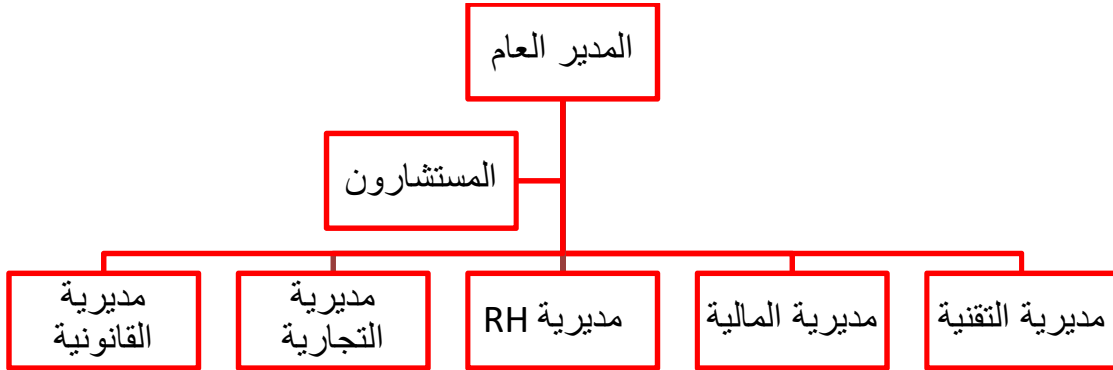 المدير العام
المستشارون
مديرية التقنية
مديرية المالية
مديرية RH
مديرية
التجارية
مديرية
القانونية